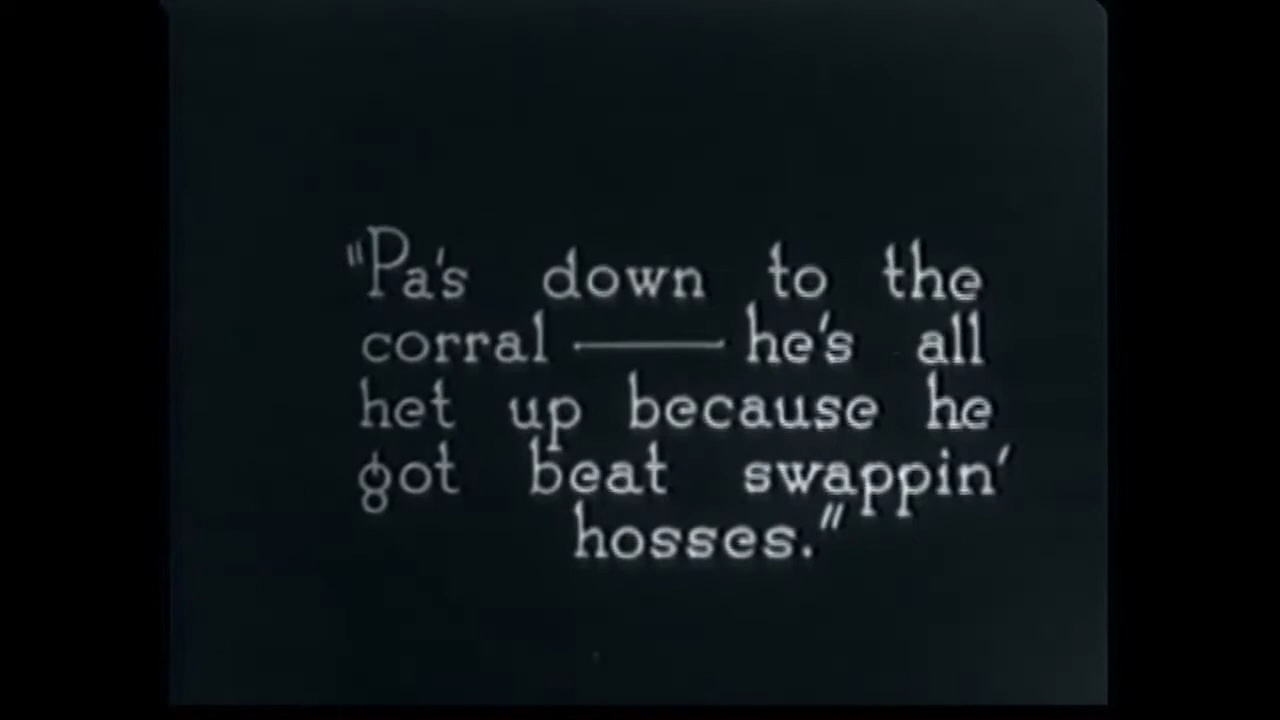 "Pa's down to the
corral —— he's all
het up because he
got beat swappin'
hosses."